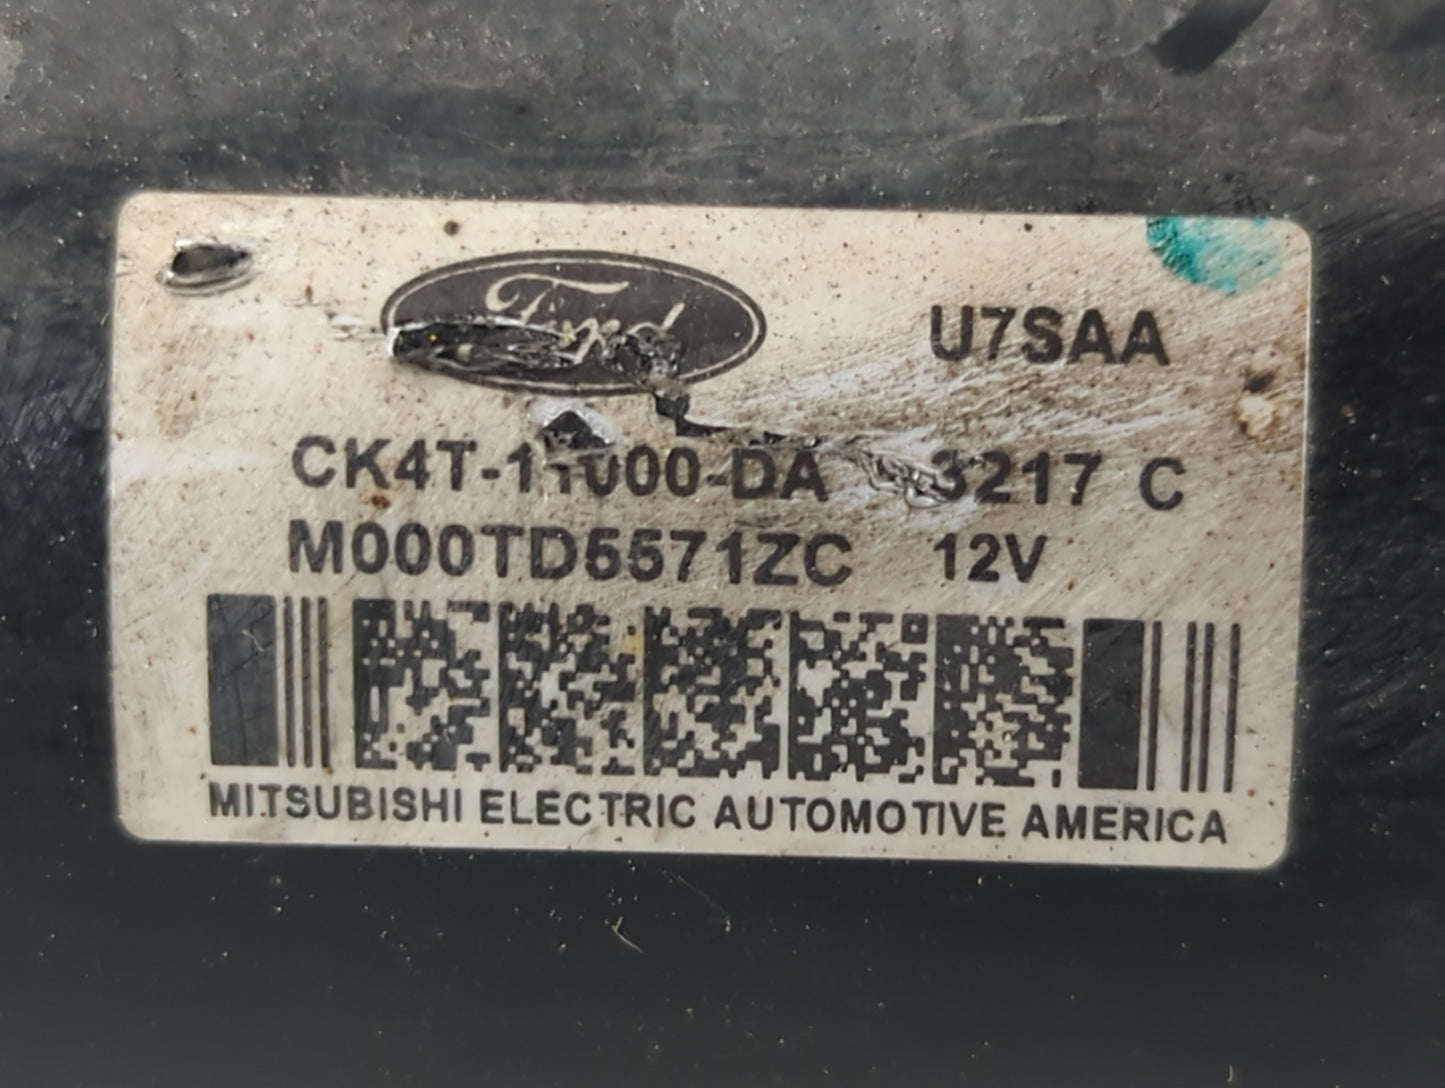 Ford
U7SAA
CK4T-11000-DA 3217 C
M000TD5571ZC 12V
MITSUBISHI ELECTRIC AUTOMOTIVE AMERICA